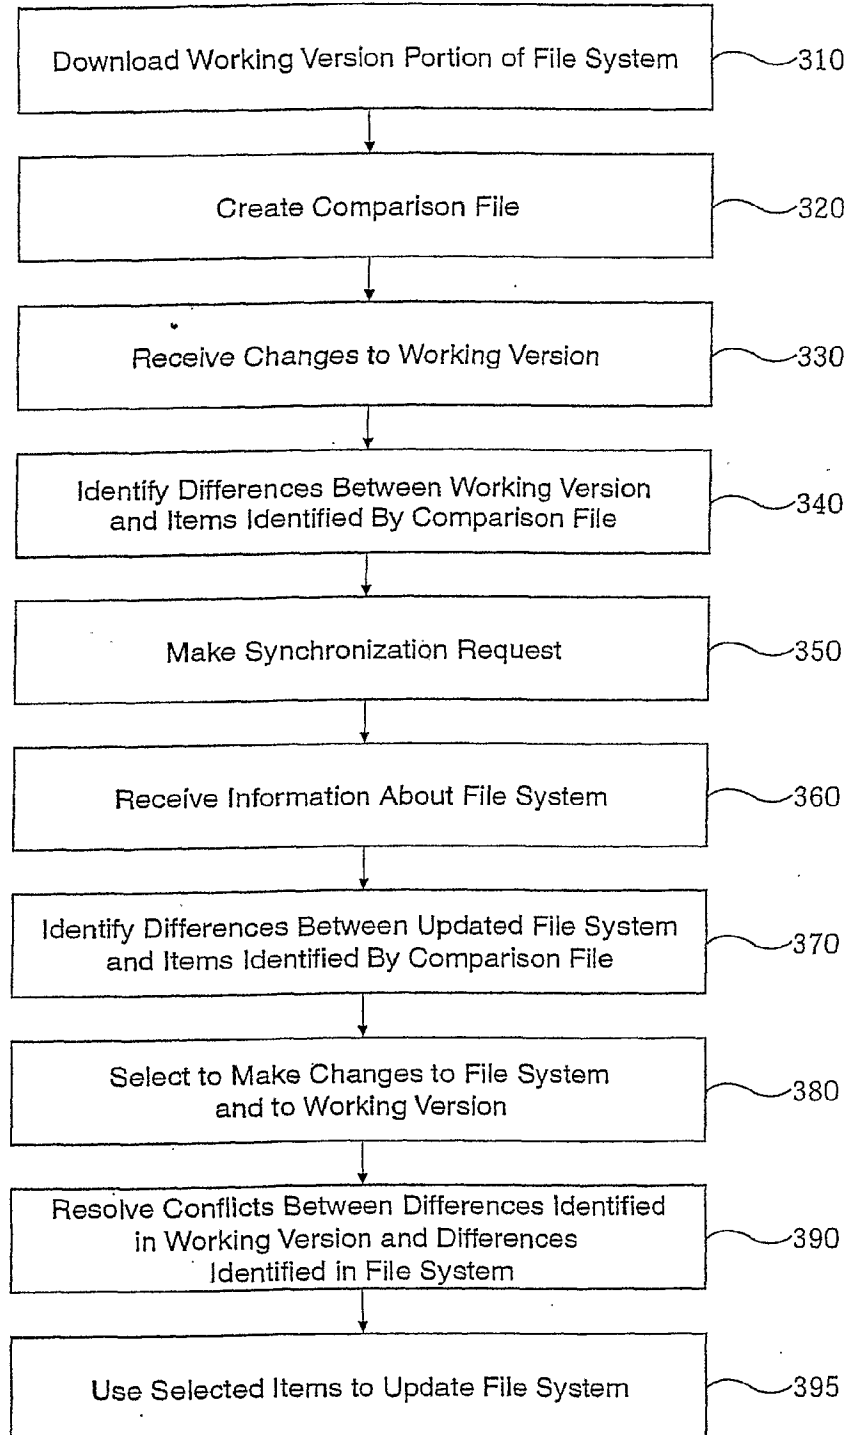 Download Working Version Portion of File System
310
Create Comparison File
320
Receive Changes to Working Version
330
Identify Differences Between Working Version
and Items Identified By Comparison File
340
Make Synchronization Request
350
Receive Information About File System
360
Identify Differences Between Updated File System
and Items Identified By Comparison File
370
Select to Make Changes to File System
and to Working Version
380
Resolve Conflicts Between Differences Identified
in Working Version and Differences
Identified in File System
390
Use Selected Items to Update File System
395